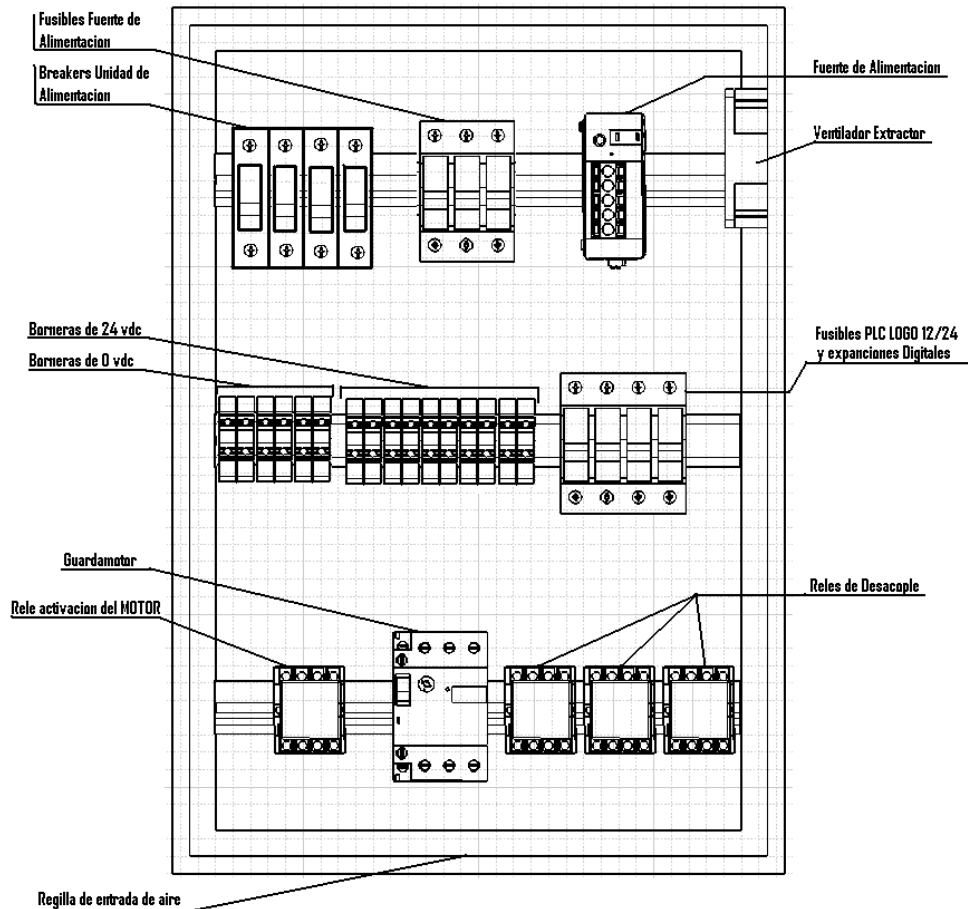 Fusibles Fuente de
Alimentacion
Breakers Unidad de
Alimentacion
Fuente de Alimentacion
Ventilador Extractor
Borneras de 24 vdc
Borneras de 0 vdc
Fusibles PLC LOGO 12/24
y expanciones Digitales
Guardamotor
Rele activacion del MOTOR
Reles de Desacople
Regilla de entrada de aire